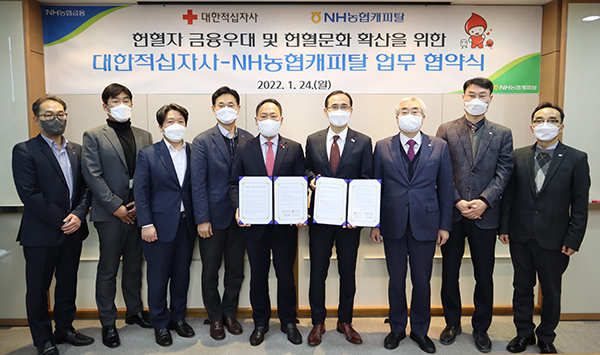 NH농협금융
대한적십자사 NH농협캐피탈
헌혈자 금융우대 및 헌혈문화 확산을 위한
대한적십자사-NH농협캐피탈 업무 협약식
2022. 1. 24.(월)
NH농협캐피탈